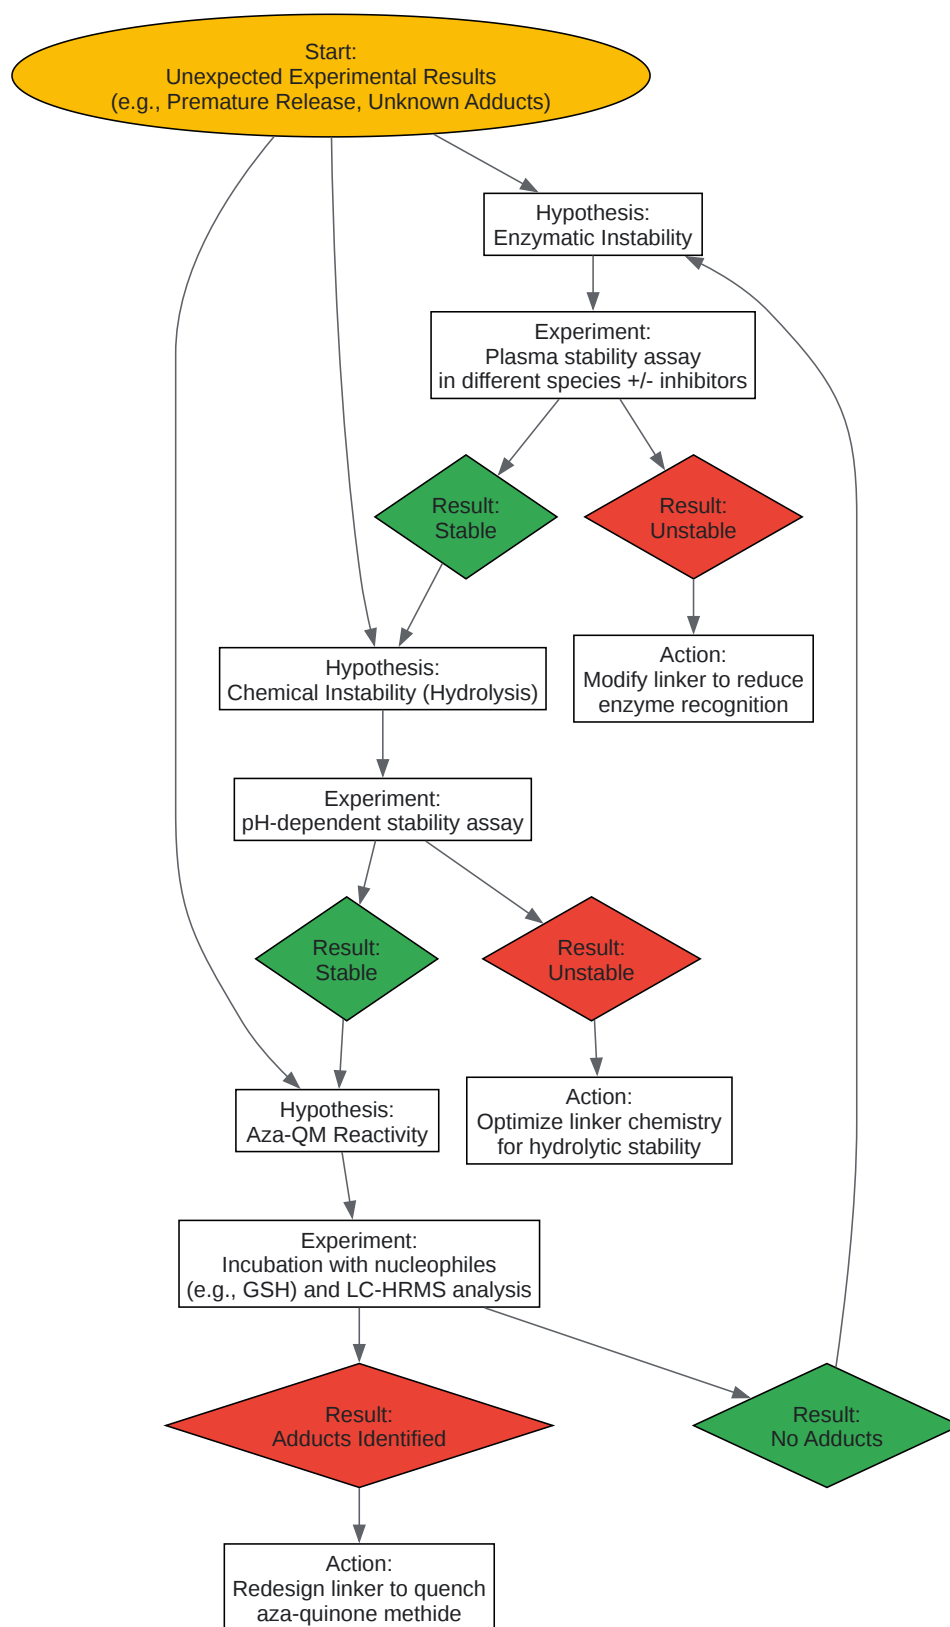 Start:
Unexpected Experimental Results
(e.g., Premature Release, Unknown Adducts)
Hypothesis:
Enzymatic Instability
Experiment:
Plasma stability assay
in different species +/- inhibitors
Result:
Stable
Result:
Unstable
Hypothesis:
Chemical Instability (Hydrolysis)
Action:
Modify linker to reduce
enzyme recognition
Experiment:
pH-dependent stability assay
Result:
Stable
Result:
Unstable
Hypothesis:
Aza-QM Reactivity
Action:
Optimize linker chemistry
for hydrolytic stability
Experiment:
Incubation with nucleophiles
(e.g., GSH) and LC-HRMS analysis
Result:
Adducts Identified
Result:
No Adducts
Action:
Redesign linker to quench
aza-quinone methide